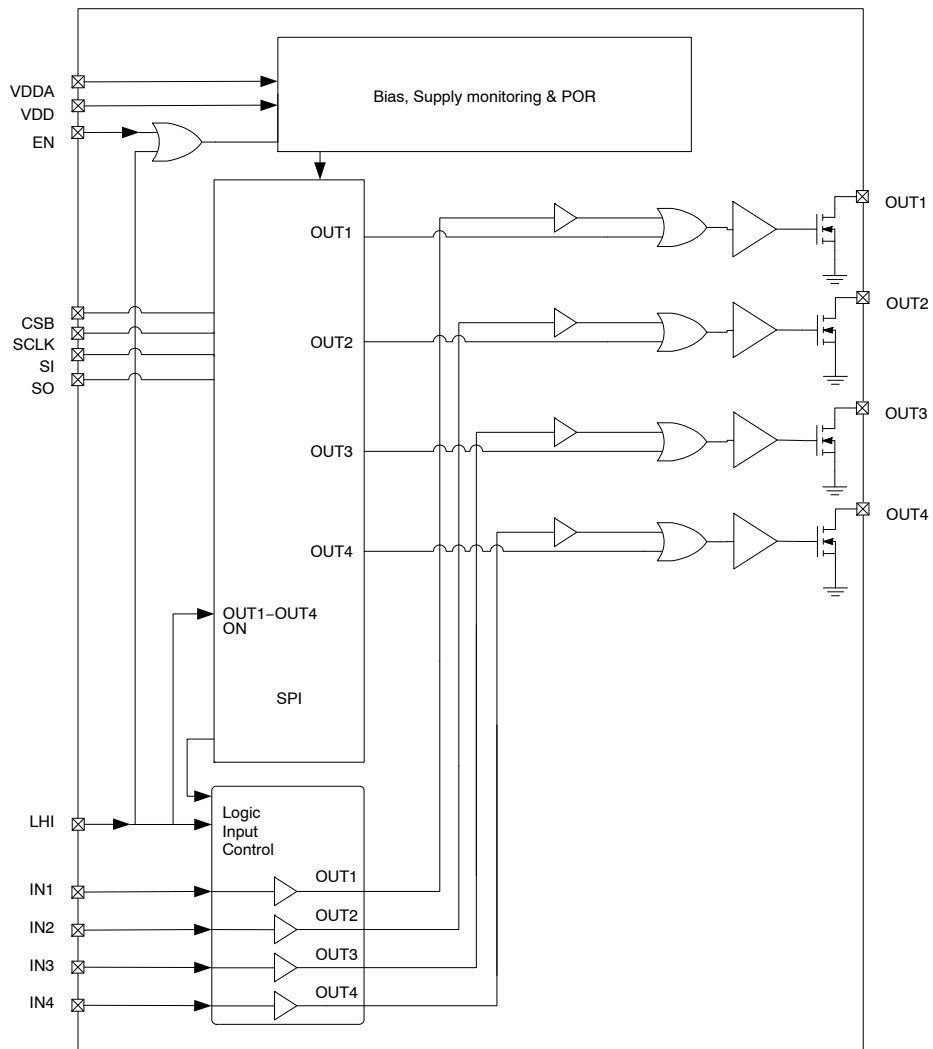 Bias, Supply monitoring & POR
VDDA
VDD
EN
OUT1
OUT1
OUT2
OUT2
CSB
SCLK
SI
SO
OUT3
OUT3
OUT4
OUT4
OUT1–OUT4
ON
SPI
LHI
Logic
Input
Control
IN1
OUT1
IN2
OUT2
IN3
OUT3
IN4
OUT4